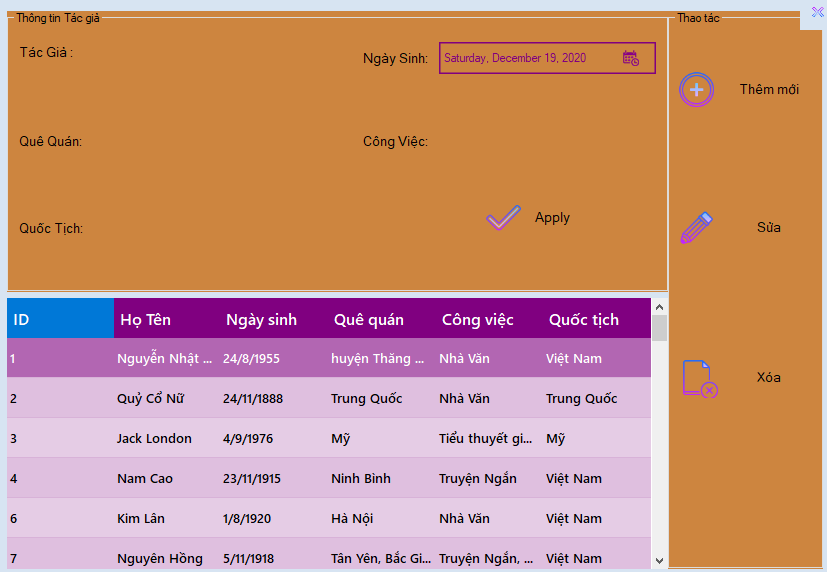 Thông tin Tác giả
Thao tác
Tác Giả :
Ngày Sinh:
Saturday, December 19, 2020
Thêm mới
Quê Quán:
Công Việc:
Quốc Tịch:
Apply
Sửa
Xóa
ID Họ Tên Ngày sinh Quê quán Công việc Quốc tịch
1 Nguyễn Nhật ... 24/8/1955 huyện Thăng ... Nhà Văn Việt Nam
2 Quỷ Cổ Nữ 24/11/1888 Trung Quốc Nhà Văn Trung Quốc
3 Jack London 4/9/1976 Mỹ Tiểu thuyết gi... Mỹ
4 Nam Cao 23/11/1915 Ninh Bình Truyện Ngắn Việt Nam
6 Kim Lân 1/8/1920 Hà Nội Nhà Văn Việt Nam
7 Nguyên Hồng 5/11/1918 Tân Yên, Bắc Gi... Truyện Ngắn, ... Việt Nam